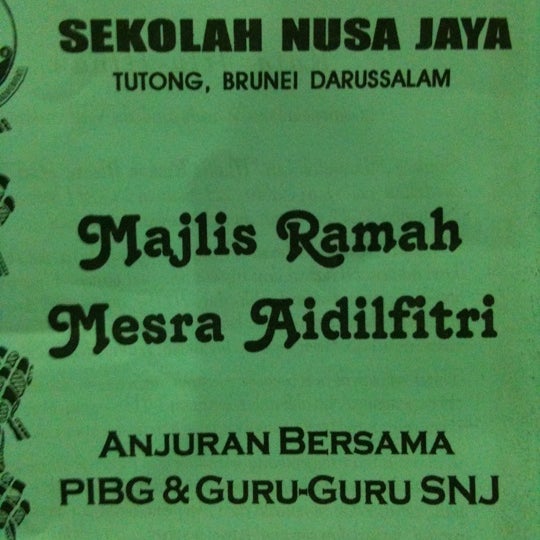 SEKOLAH NUSA JAYA
TUTONG, BRUNEI DARUSSALAM
Majlis Ramah
Mesra Aidilfitri
ANJURAN BERSAMA
PIBG & GURU-GURU SNJ